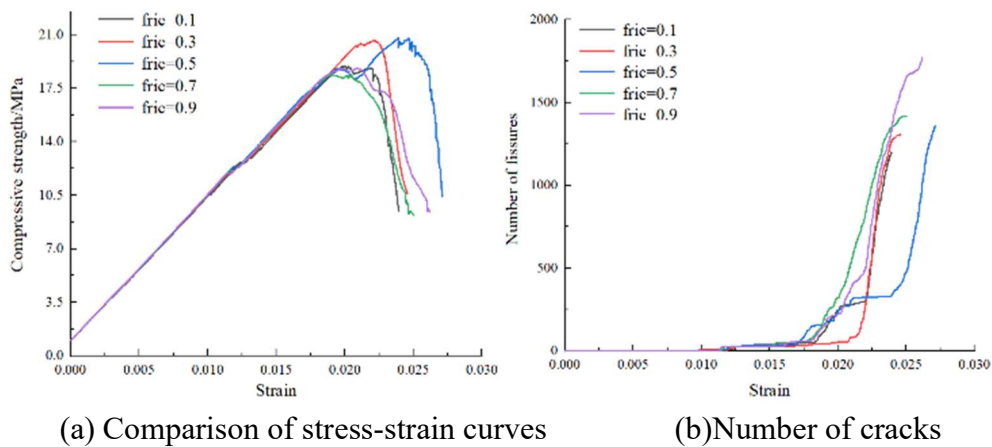 fric 0.1
fric 0.3
fric 0.5
fric=0.7
fric=0.9
Compressive strength/MPa
21.0
17.5
14.0
10.5
7.0
3.5
0.0
0.000 0.005 0.010 0.015 0.020 0.025 0.030
Strain
fric=0.1
fric 0.3
fric=0.5
fric=0.7
fric 0.9
Number of fissures
2000
1500
1000
500
0
0.000 0.005 0.010 0.015 0.020 0.025 0.030
Strain
(a) Comparison of stress-strain curves
(b)Number of cracks